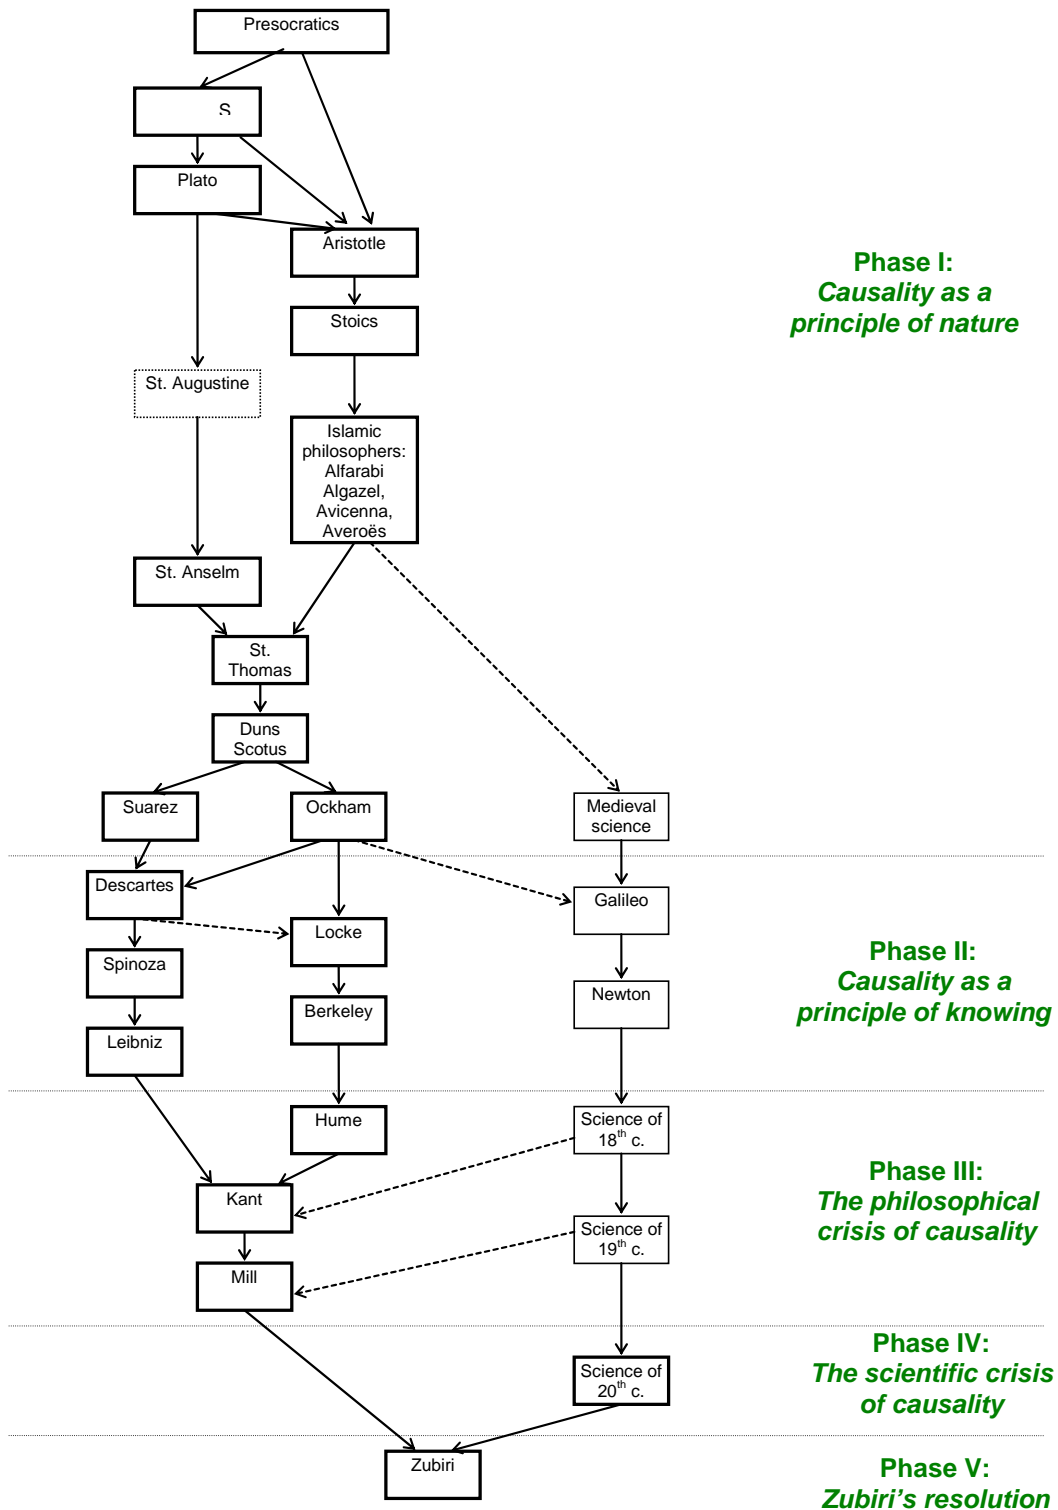 Presocratics
S
Plato
Aristotle
Stoics
St. Augustine
Islamic
philosophers:
Alfarabi
Algazel,
Avicenna,
Averoës
St. Anselm
St.
Thomas
Duns
Scotus
Suarez
Ockham
Medieval
science
Phase I:
Causality as a
principle of nature
Descartes
Galileo
Locke
Spinoza
Newton
Berkeley
Leibniz
Phase II:
Causality as a
principle of knowing
Hume
Science of
18th c.
Kant
Science of
19th c.
Mill
Phase III:
The philosophical
crisis of causality
Science of
20th c.
Phase IV:
The scientific crisis
of causality
Zubiri
Phase V:
Zubiri's resolution